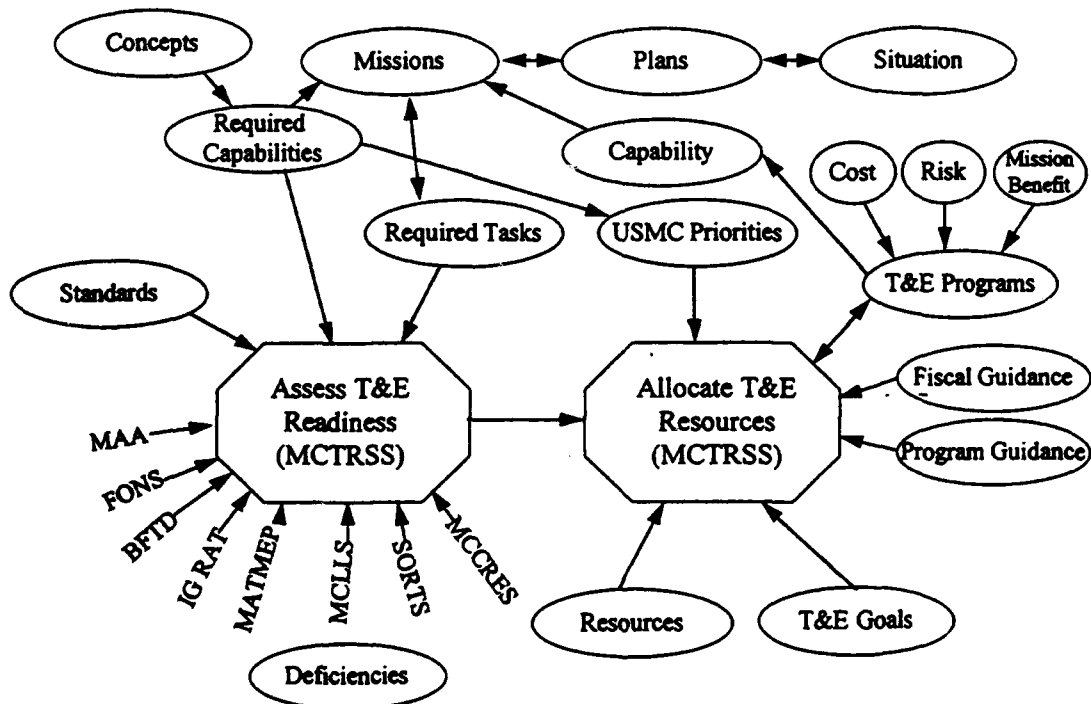 Concepts
Missions
Plans
Situation
Required
Capabilities
Capability
Cost
Risk
Mission
Benefit
Required Tasks
USMC Priorities
T&E Programs
Standards
Assess T&E
Readiness
(MCTRSS)
Allocate T&E
Resources
(MCTRSS)
Fiscal Guidance
Program Guidance
MAA
FONS
BFTD
IG RAT
MATMEP
MCLLS
SORTS
MCCRES
Resources
T&E Goals
Deficiencies